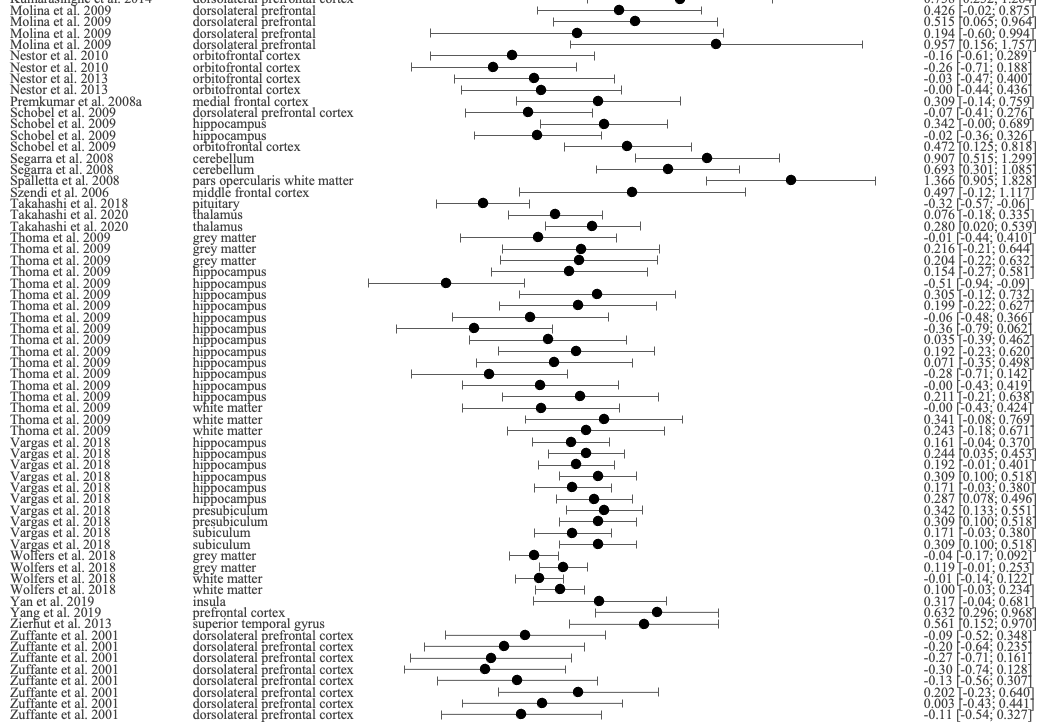 Molina et al. 2009 dorsolateral prefrontal 0.426 [-0.02; 0.875]
Molina et al. 2009 dorsolateral prefrontal 0.515 [0.065; 0.964]
Molina et al. 2009 dorsolateral prefrontal 0.194 [-0.60; 0.994]
Molina et al. 2009 dorsolateral prefrontal 0.957 [0.156; 1.757]
Nestor et al. 2010 orbitofrontal cortex -0.16 [-0.61; 0.289]
Nestor et al. 2010 orbitofrontal cortex -0.26 [-0.71; 0.188]
Nestor et al. 2013 orbitofrontal cortex -0.03 [-0.47; 0.400]
Nestor et al. 2013 orbitofrontal cortex -0.00 [-0.44; 0.436]
Premkumar et al. 2008a medial frontal cortex 0.309 [-0.14; 0.759]
Schobel et al. 2009 dorsolateral prefrontal cortex -0.07 [-0.41; 0.276]
Schobel et al. 2009 hippocampus 0.342 [-0.00; 0.689]
Schobel et al. 2009 hippocampus -0.02 [-0.36; 0.326]
Schobel et al. 2009 orbitofrontal cortex 0.472 [0.125; 0.818]
Segarra et al. 2008 cerebellum 0.907 [0.515; 1.299]
Segarra et al. 2008 cerebellum 0.693 [0.301; 1.085]
Spalletta et al. 2008 pars opercularis white matter 1.366 [0.905; 1.828]
Szendi et al. 2006 middle frontal cortex 0.497 [-0.12; 1.117]
Takahashi et al. 2018 pituitary -0.32 [-0.57; -0.06]
Takahashi et al. 2020 thalamus 0.076 [-0.18; 0.335]
Takahashi et al. 2020 thalamus 0.280 [0.020; 0.539]
Thoma et al. 2009 grey matter -0.01 [-0.44; 0.410]
Thoma et al. 2009 grey matter 0.216 [-0.21; 0.644]
Thoma et al. 2009 grey matter 0.204 [-0.22; 0.632]
Thoma et al. 2009 hippocampus 0.154 [-0.27; 0.581]
Thoma et al. 2009 hippocampus -0.51 [-0.94; -0.09]
Thoma et al. 2009 hippocampus 0.305 [-0.12; 0.732]
Thoma et al. 2009 hippocampus 0.199 [-0.22; 0.627]
Thoma et al. 2009 hippocampus -0.06 [-0.48; 0.366]
Thoma et al. 2009 hippocampus -0.36 [-0.79; 0.062]
Thoma et al. 2009 hippocampus 0.035 [-0.39; 0.462]
Thoma et al. 2009 hippocampus 0.192 [-0.23; 0.620]
Thoma et al. 2009 hippocampus 0.071 [-0.35; 0.498]
Thoma et al. 2009 hippocampus -0.28 [-0.71; 0.142]
Thoma et al. 2009 hippocampus -0.00 [-0.43; 0.419]
Thoma et al. 2009 hippocampus 0.211 [-0.21; 0.638]
Thoma et al. 2009 white matter -0.00 [-0.43; 0.424]
Thoma et al. 2009 white matter 0.341 [-0.08; 0.769]
Thoma et al. 2009 white matter 0.243 [-0.18; 0.671]
Vargas et al. 2018 hippocampus 0.161 [-0.04; 0.370]
Vargas et al. 2018 hippocampus 0.244 [0.035; 0.453]
Vargas et al. 2018 hippocampus 0.192 [-0.01; 0.401]
Vargas et al. 2018 hippocampus 0.309 [0.100; 0.518]
Vargas et al. 2018 hippocampus 0.171 [-0.03; 0.380]
Vargas et al. 2018 hippocampus 0.287 [0.078; 0.496]
Vargas et al. 2018 presubiculum 0.342 [0.133; 0.551]
Vargas et al. 2018 presubiculum 0.309 [0.100; 0.518]
Vargas et al. 2018 subiculum 0.171 [-0.03; 0.380]
Vargas et al. 2018 subiculum 0.309 [0.100; 0.518]
Wolfers et al. 2018 grey matter -0.04 [-0.17; 0.092]
Wolfers et al. 2018 grey matter 0.119 [-0.01; 0.253]
Wolfers et al. 2018 white matter -0.01 [-0.14; 0.122]
Wolfers et al. 2018 white matter 0.100 [-0.03; 0.234]
Yan et al. 2019 insula 0.317 [-0.04; 0.681]
Yang et al. 2019 prefrontal cortex 0.632 [0.296; 0.968]
Zierhut et al. 2013 superior temporal gyrus 0.561 [0.152; 0.970]
Zuffante et al. 2001 dorsolateral prefrontal cortex -0.09 [-0.52; 0.348]
Zuffante et al. 2001 dorsolateral prefrontal cortex -0.20 [-0.64; 0.235]
Zuffante et al. 2001 dorsolateral prefrontal cortex -0.27 [-0.71; 0.161]
Zuffante et al. 2001 dorsolateral prefrontal cortex -0.30 [-0.74; 0.128]
Zuffante et al. 2001 dorsolateral prefrontal cortex -0.13 [-0.56; 0.307]
Zuffante et al. 2001 dorsolateral prefrontal cortex 0.202 [-0.23; 0.640]
Zuffante et al. 2001 dorsolateral prefrontal cortex 0.003 [-0.43; 0.441]
Zuffante et al. 2001 dorsolateral prefrontal cortex -0.11 [-0.54; 0.327]